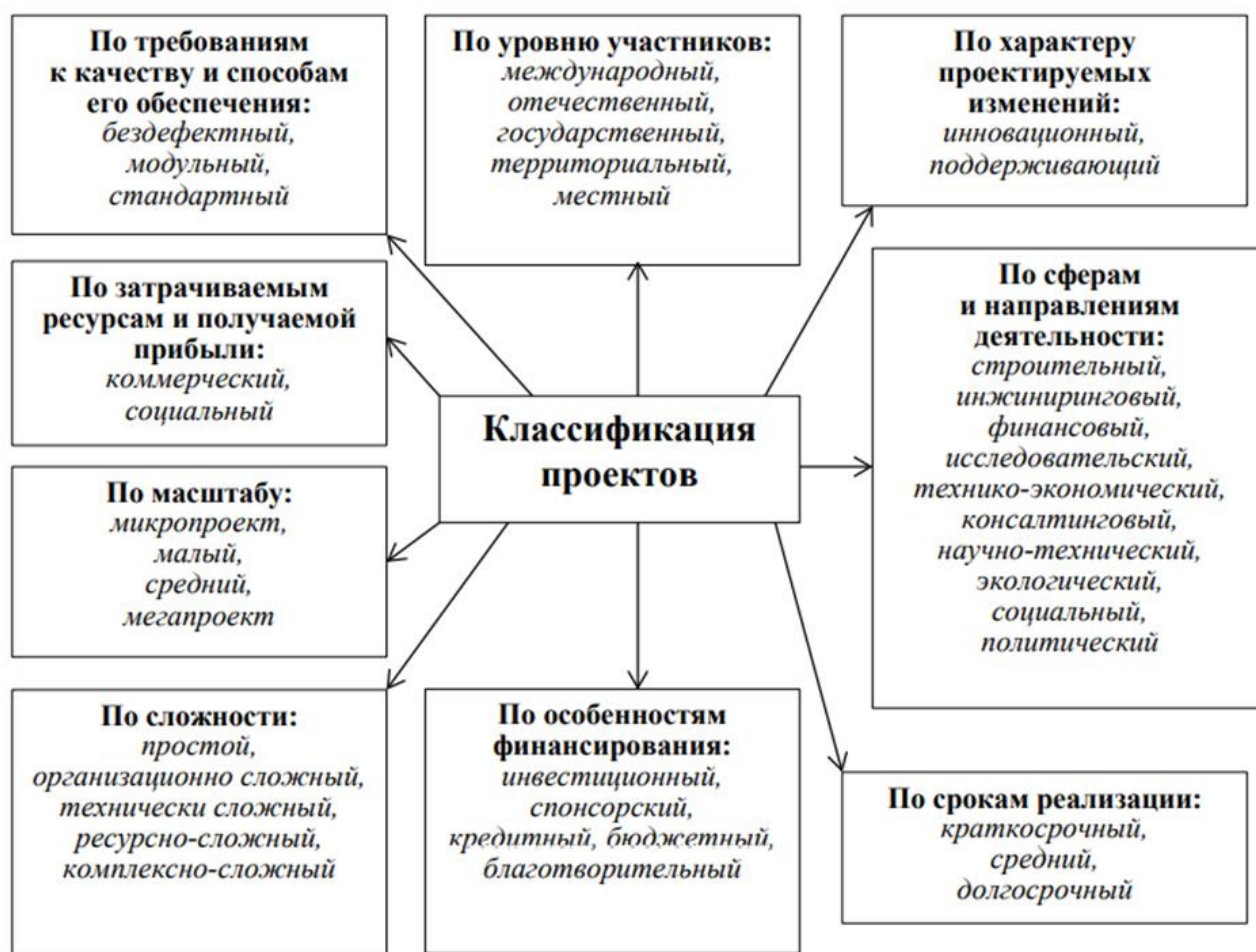 По требованиям
к качеству и способам
его обеспечения:
бездефектный,
модульный,
стандартный
По уровню участников:
международный,
отечественный,
государственный,
территориальный,
местный
По характеру
проектируемых
изменений:
инновационный,
поддерживающий
По затрачиваемым
ресурсам и получаемой
прибыли:
коммерческий,
социальный
Классификация
проектов
По сферам
и направлениям
деятельности:
строительный,
инжиниринговый,
финансовый,
исследовательский,
технико-экономический,
консалтинговый,
научно-технический,
экологический,
социальный,
политический
По масштабу:
микропроект,
малый,
средний,
мегапроект
По сложности:
простой,
организационно сложный,
технически сложный,
ресурсно-сложный,
комплексно-сложный
По особенностям
финансирования:
инвестиционный,
спонсорский,
кредитный, бюджетный,
благотворительный
По срокам реализации:
краткосрочный,
средний,
долгосрочный